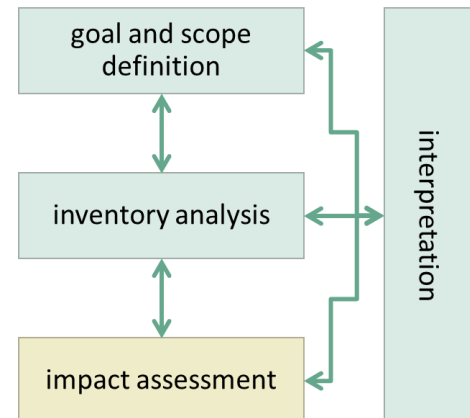 goal and scope
definition
inventory analysis
impact assessment
interpretation